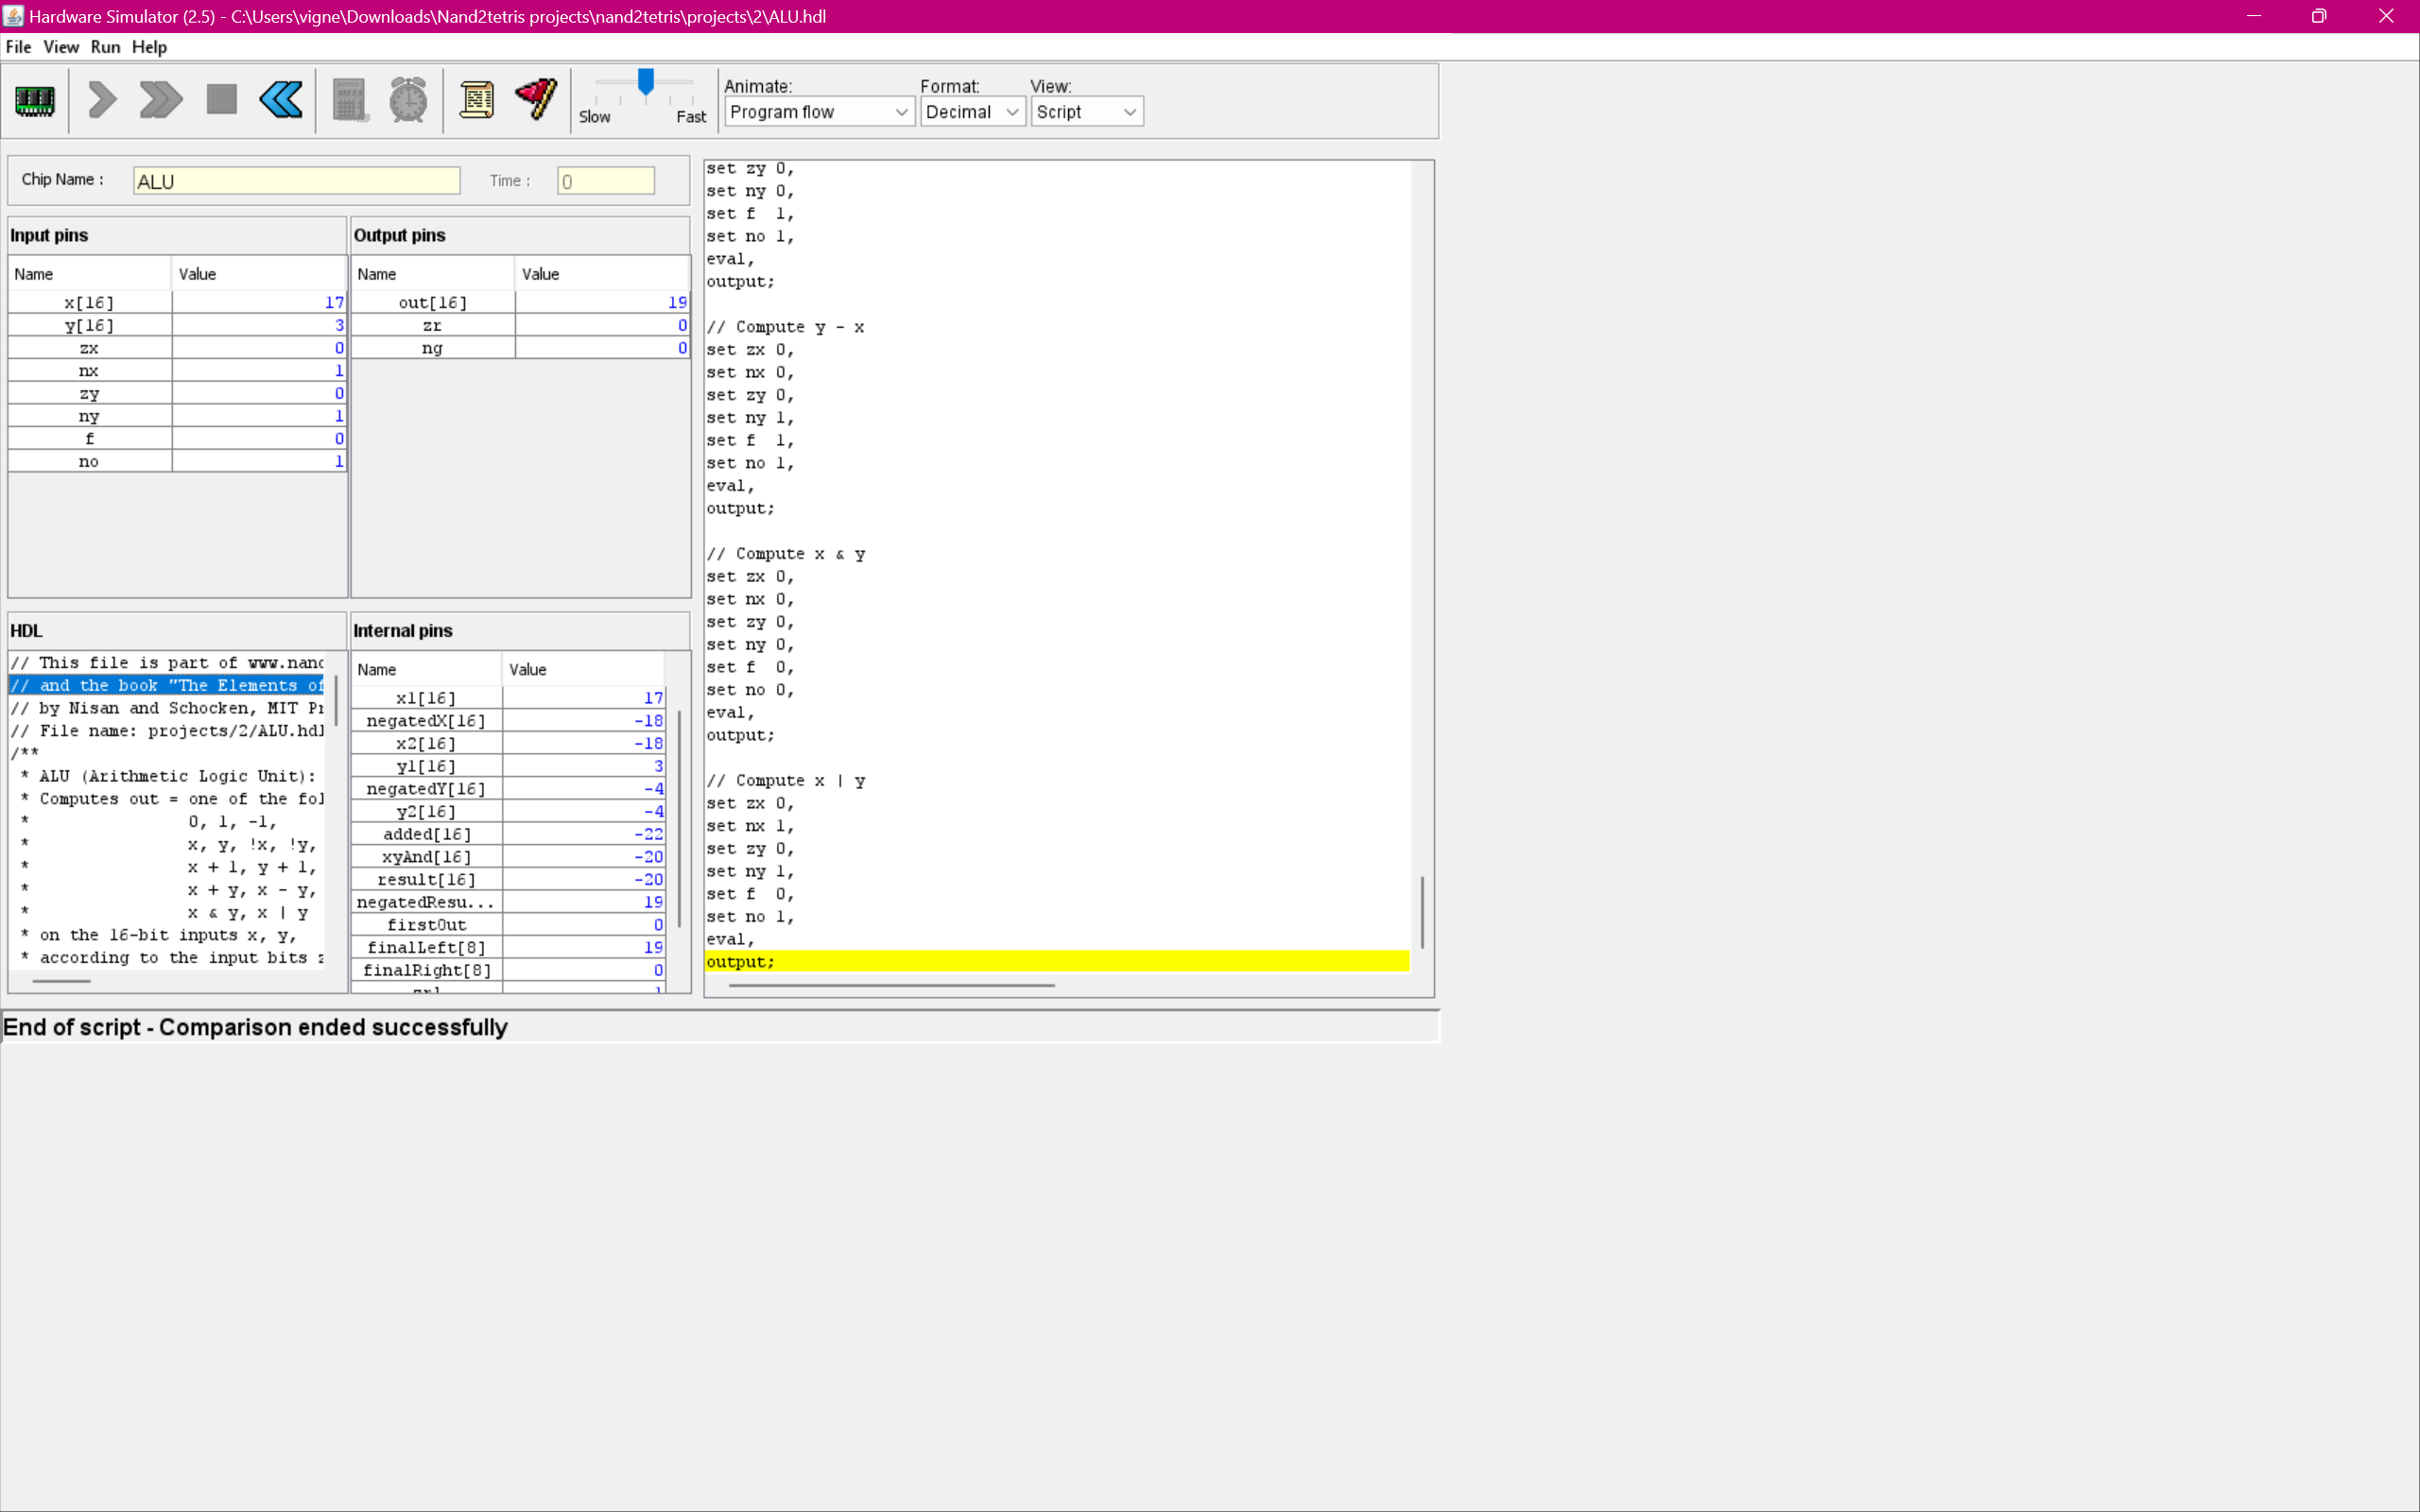 Hardware Simulator (2.5) - C:\Users\vigne\Downloads\Nand2tetris projects\nand2tetris\projects\2\ALU.hdl
File View Run Help
Slow Fast
Animate: Format: View:
Program flow Decimal Script
Chip Name : ALU Time : 0
Input pins
Name Value
x[16] 17
y[16] 3
zx 0
nx 1
zy 0
ny 1
f 0
no 1
Output pins
Name Value
out[16] 19
zr 0
ng 0
HDL
// This file is part of www.nanc
// and the book "The Elements of
// by Nisan and Schocken, MIT Pr
// File name: projects/2/ALU.hdl
/**
* ALU (Arithmetic Logic Unit):
* Computes out = one of the fol
* 0, 1, -1,
* x, y, !x, !y,
* x + 1, y + 1,
* x + y, x - y,
* x & y, x | y
* on the 16-bit inputs x, y,
* according to the input bits z
Internal pins
Name Value
x1[16] 17
negatedX[16] -18
x2[16] -18
y1[16] 3
negatedY[16] -4
y2[16] -4
added[16] -22
xyAnd[16] -20
result[16] -20
negatedResu... 19
firstOut 0
finalLeft[8] 19
finalRight[8] 0
zr1 1
set zy 0,
set ny 0,
set f 1,
set no 1,
eval,
output;
// Compute y - x
set zx 0,
set nx 0,
set zy 0,
set ny 1,
set f 1,
set no 1,
eval,
output;
// Compute x & y
set zx 0,
set nx 0,
set zy 0,
set ny 0,
set f 0,
set no 0,
eval,
output;
// Compute x | y
set zx 0,
set nx 1,
set zy 0,
set ny 1,
set f 0,
set no 1,
eval,
output;
End of script - Comparison ended successfully